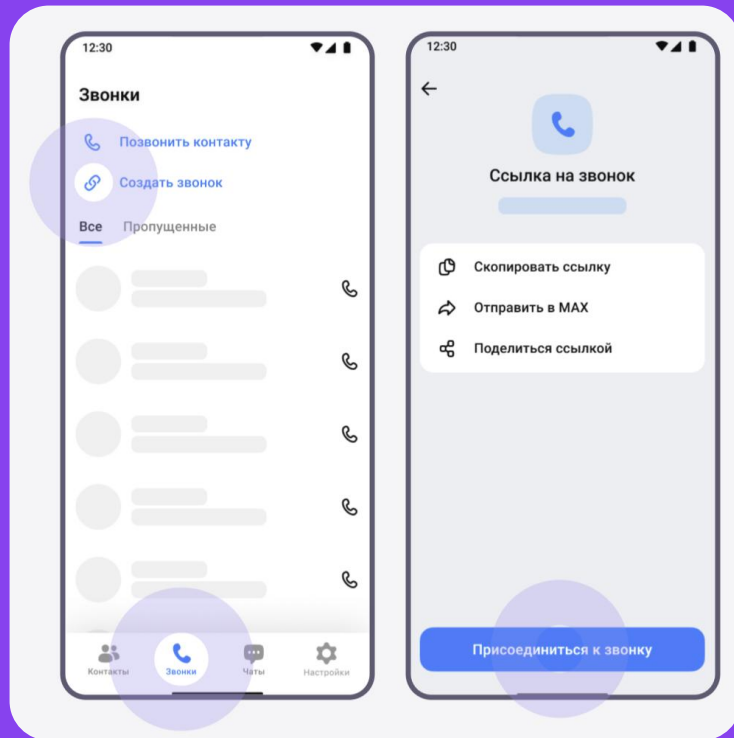 12:30
Звонки
Позвонить контакту
Создать звонок
Все Пропущенные
Контакты Звонки Чаты Настройки
12:30
Ссылка на звонок
Скопировать ссылку
Отправить в MAX
Поделиться ссылкой
Присоединиться к звонку